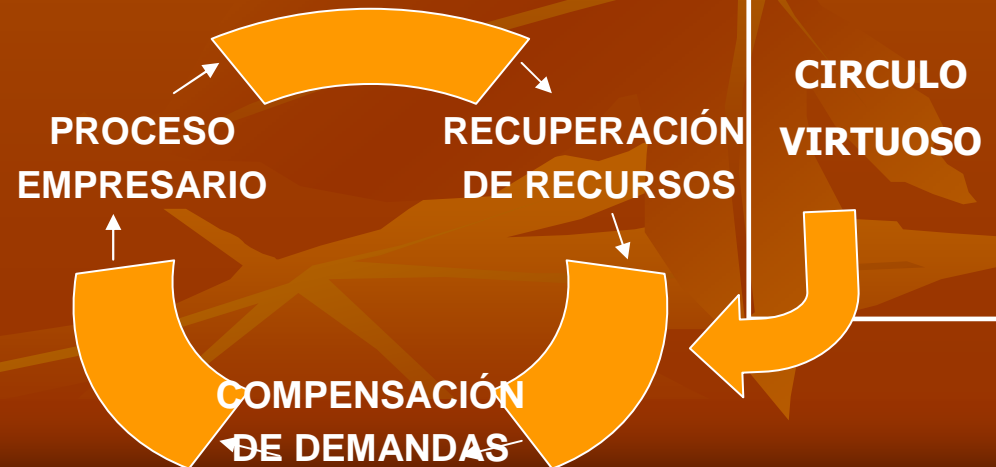 PROCESO
EMPRESARIO
RECUPERACIÓN
DE RECURSOS
COMPENSACIÓN
DE DEMANDAS
CIRCULO
VIRTUOSO